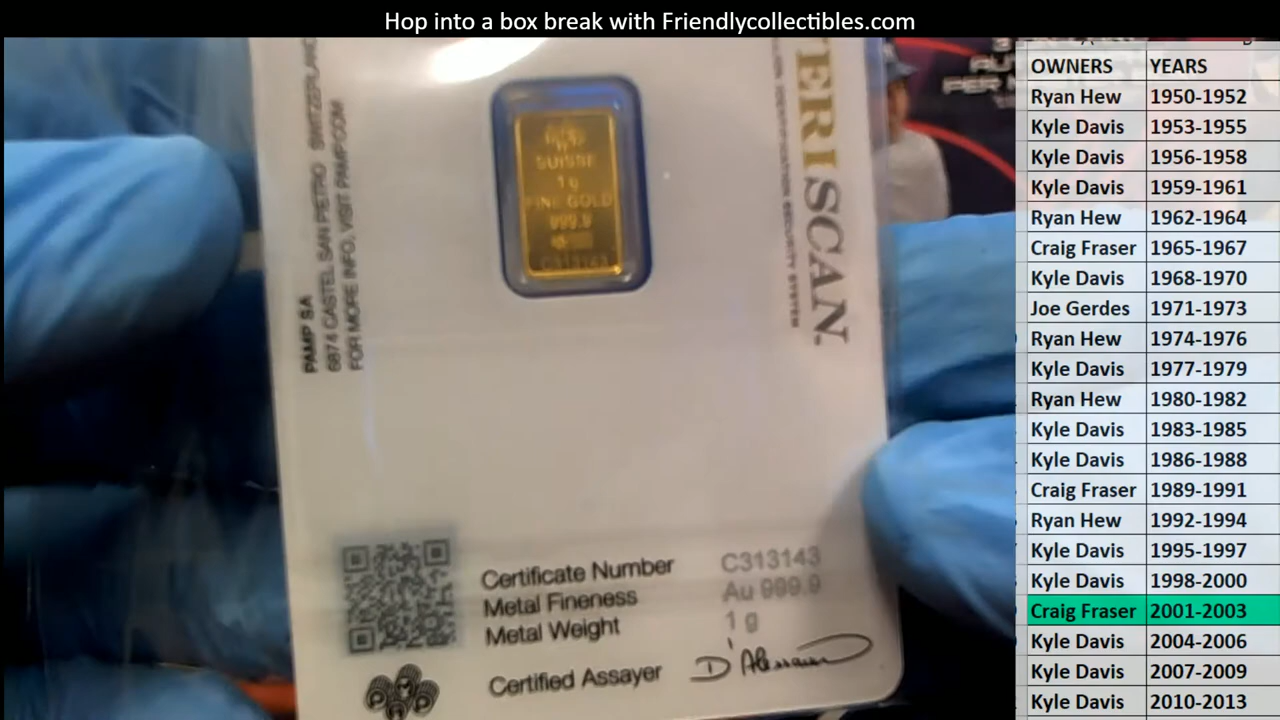 Hop into a box break with Friendlycollectibles.com
PAMP SA
6874 CASTEL SAN PIETRO SWITZERLAND
FOR MORE INFO, VISIT PAMP.COM
SUISSE
1 g
FINE GOLD
999.9
C313143
ERISCAN
Certificate Number C313143
Metal Fineness Au 999.9
Metal Weight 1 g
Certified Assayer
PAMP
PER
OWNERS YEARS
Ryan Hew 1950-1952
Kyle Davis 1953-1955
Kyle Davis 1956-1958
Kyle Davis 1959-1961
Ryan Hew 1962-1964
Craig Fraser 1965-1967
Kyle Davis 1968-1970
Joe Gerdes 1971-1973
Ryan Hew 1974-1976
Kyle Davis 1977-1979
Ryan Hew 1980-1982
Kyle Davis 1983-1985
Kyle Davis 1986-1988
Craig Fraser 1989-1991
Ryan Hew 1992-1994
Kyle Davis 1995-1997
Kyle Davis 1998-2000
Craig Fraser 2001-2003
Kyle Davis 2004-2006
Kyle Davis 2007-2009
Kyle Davis 2010-2013